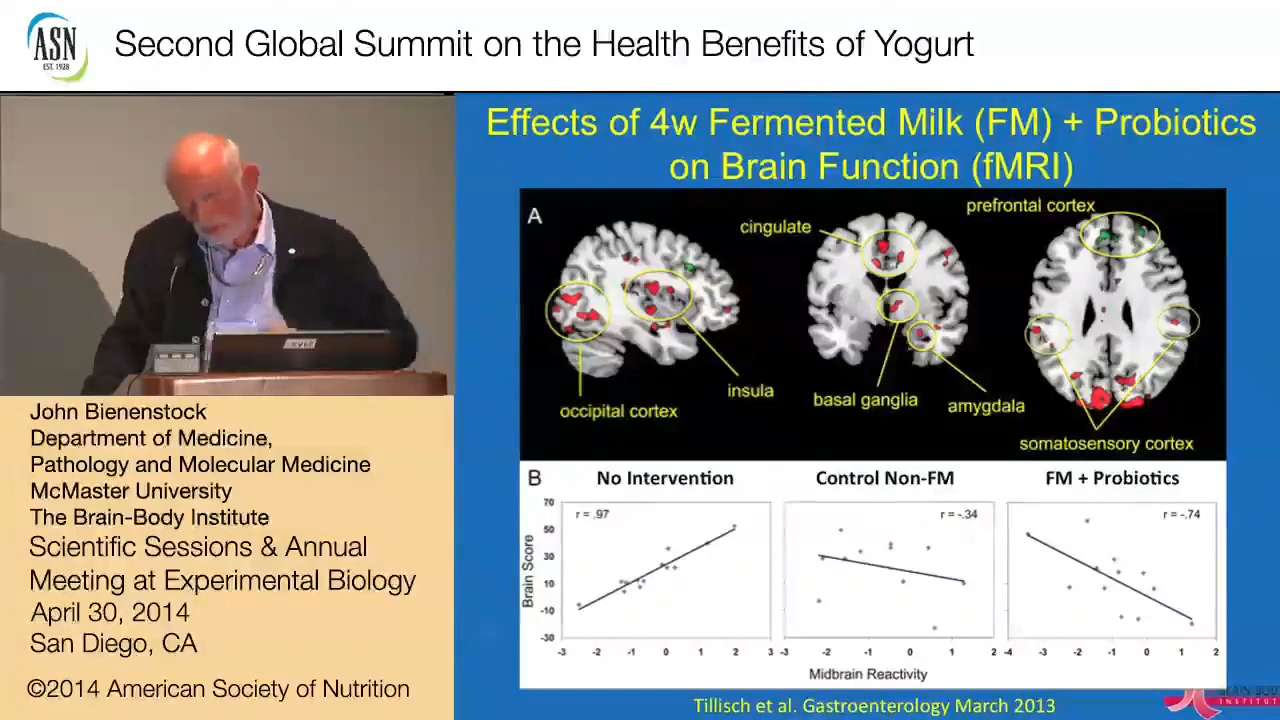 ASN
EST. 1928
Second Global Summit on the Health Benefits of Yogurt
Effects of 4w Fermented Milk (FM) + Probiotics
on Brain Function (fMRI)
A
cingulate
prefrontal cortex
insula
occipital cortex
basal ganglia
amygdala
somatosensory cortex
B
No Intervention
Control Non-FM
FM + Probiotics
r = .97
r = -.34
r = -.74
Brain Score
70
50
30
10
-10
-30
-3 -2 -1 0 1 2 3
-3 -2 -1 0 1 2
-4 -3 -2 -1 0 1 2
Midbrain Reactivity
Tillisch et al. Gastroenterology March 2013
John Bienenstock
Department of Medicine,
Pathology and Molecular Medicine
McMaster University
The Brain-Body Institute
Scientific Sessions & Annual
Meeting at Experimental Biology
April 30, 2014
San Diego, CA
©2014 American Society of Nutrition